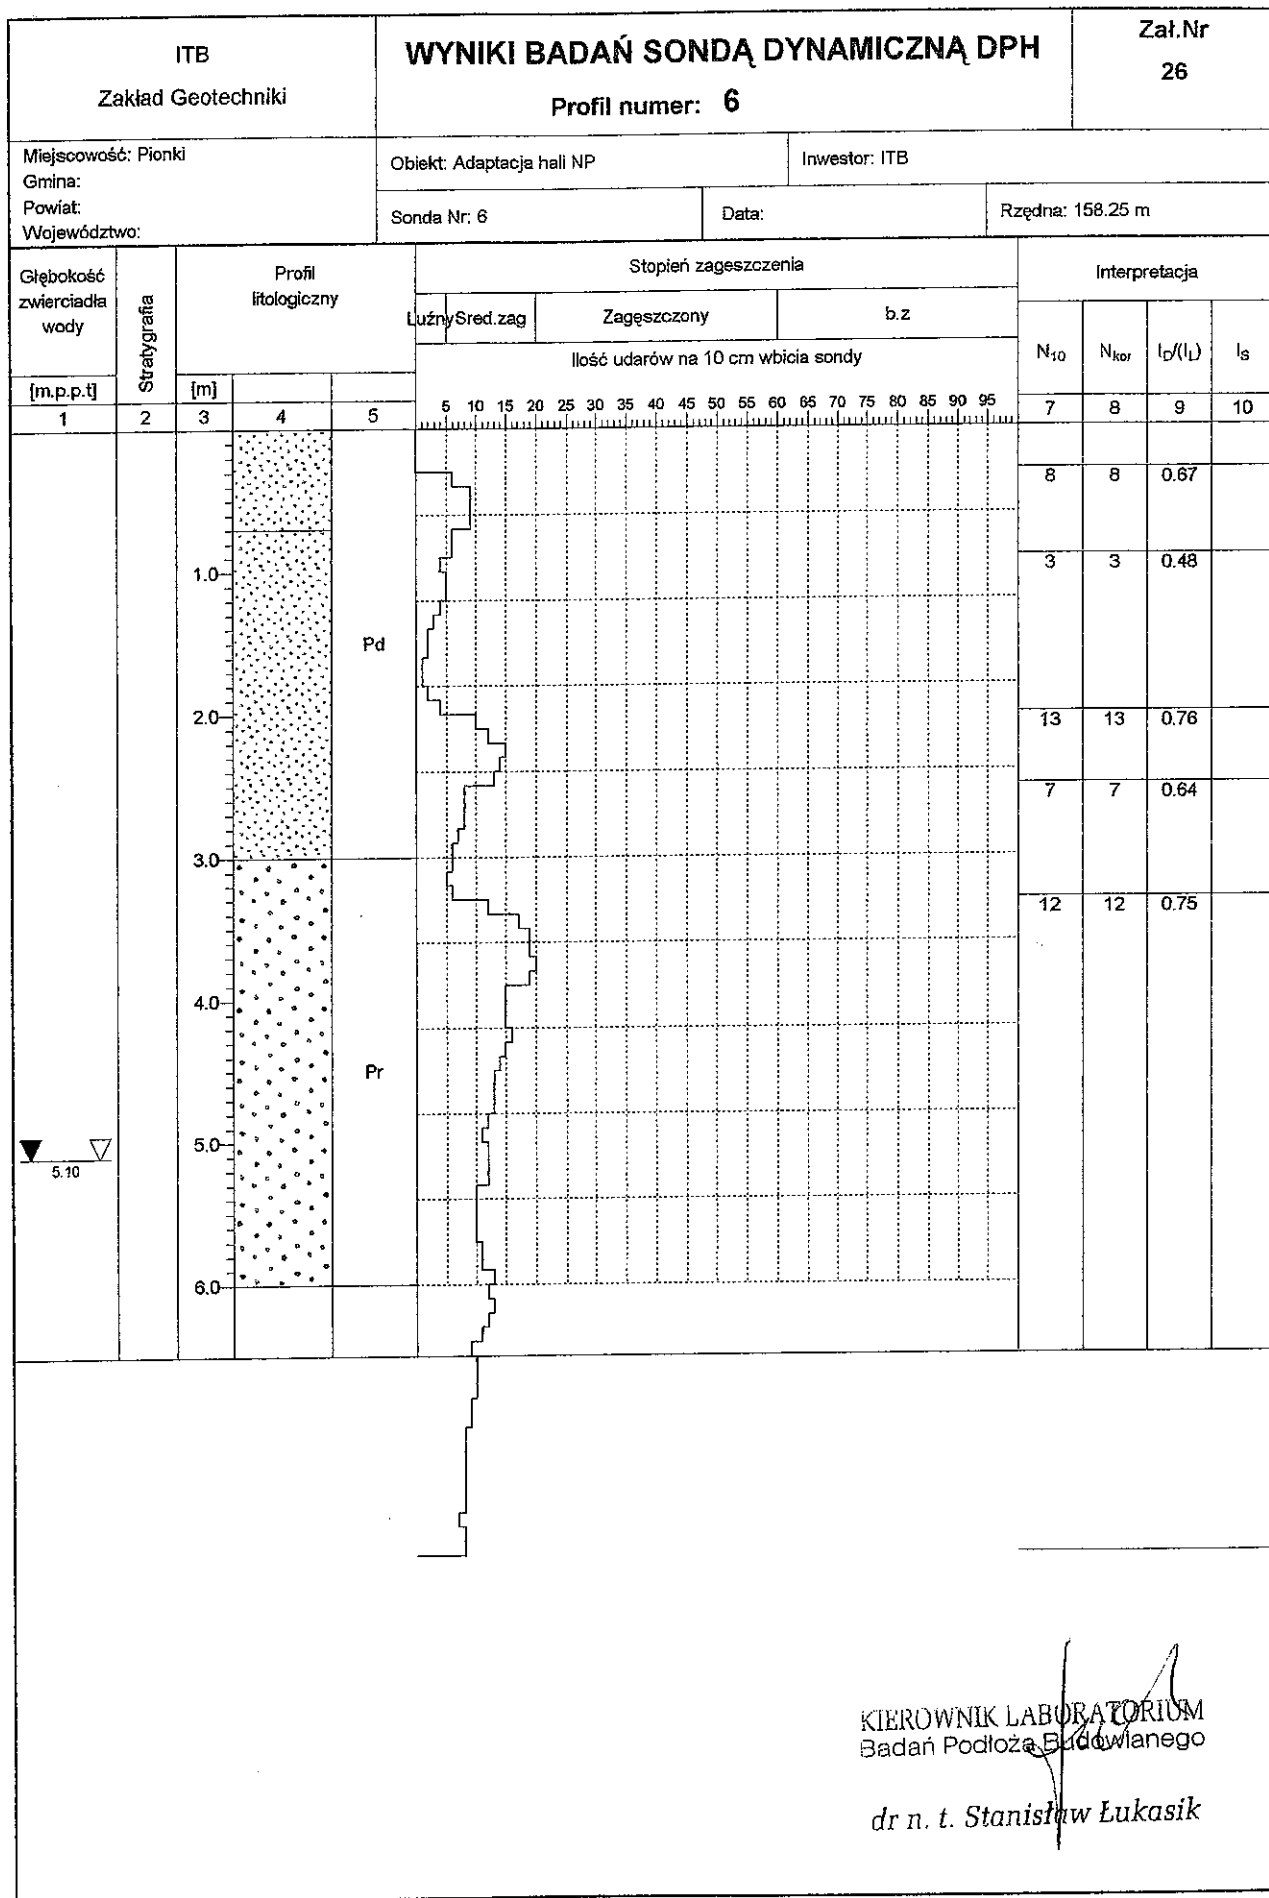 ITB
Zakład Geotechniki
WYNIKI BADAŃ SONDĄ DYNAMICZNĄ DPH
Profil numer: 6
Zał.Nr
26
Miejscowość: Pionki
Gmina:
Powiat:
Województwo:
Obiekt: Adaptacja hali NP
Inwestor: ITB
Sonda Nr: 6
Data:
Rzędna: 158.25 m
Głębokość
zwierciadła
wody
[m.p.p.t]
Stratygrafia
Profil
litologiczny
[m]
Stopień zageszczenia
Luźny Sred.zag Zagęszczony b.z
Ilość udarów na 10 cm wbicia sondy
5 10 15 20 25 30 35 40 45 50 55 60 65 70 75 80 85 90 95
Interpretacja
N10 Nkor ID/(IL) IS
1 2 3 4 5 7 8 9 10
8 8 0.67
3 3 0.48
1.0
Pd
2.0
13 13 0.76
7 7 0.64
3.0
12 12 0.75
4.0
Pr
5.0
5.10
6.0
KIEROWNIK LABORATORIUM
Badań Podłoża Budowlanego
dr n. t. Stanisław Łukasik